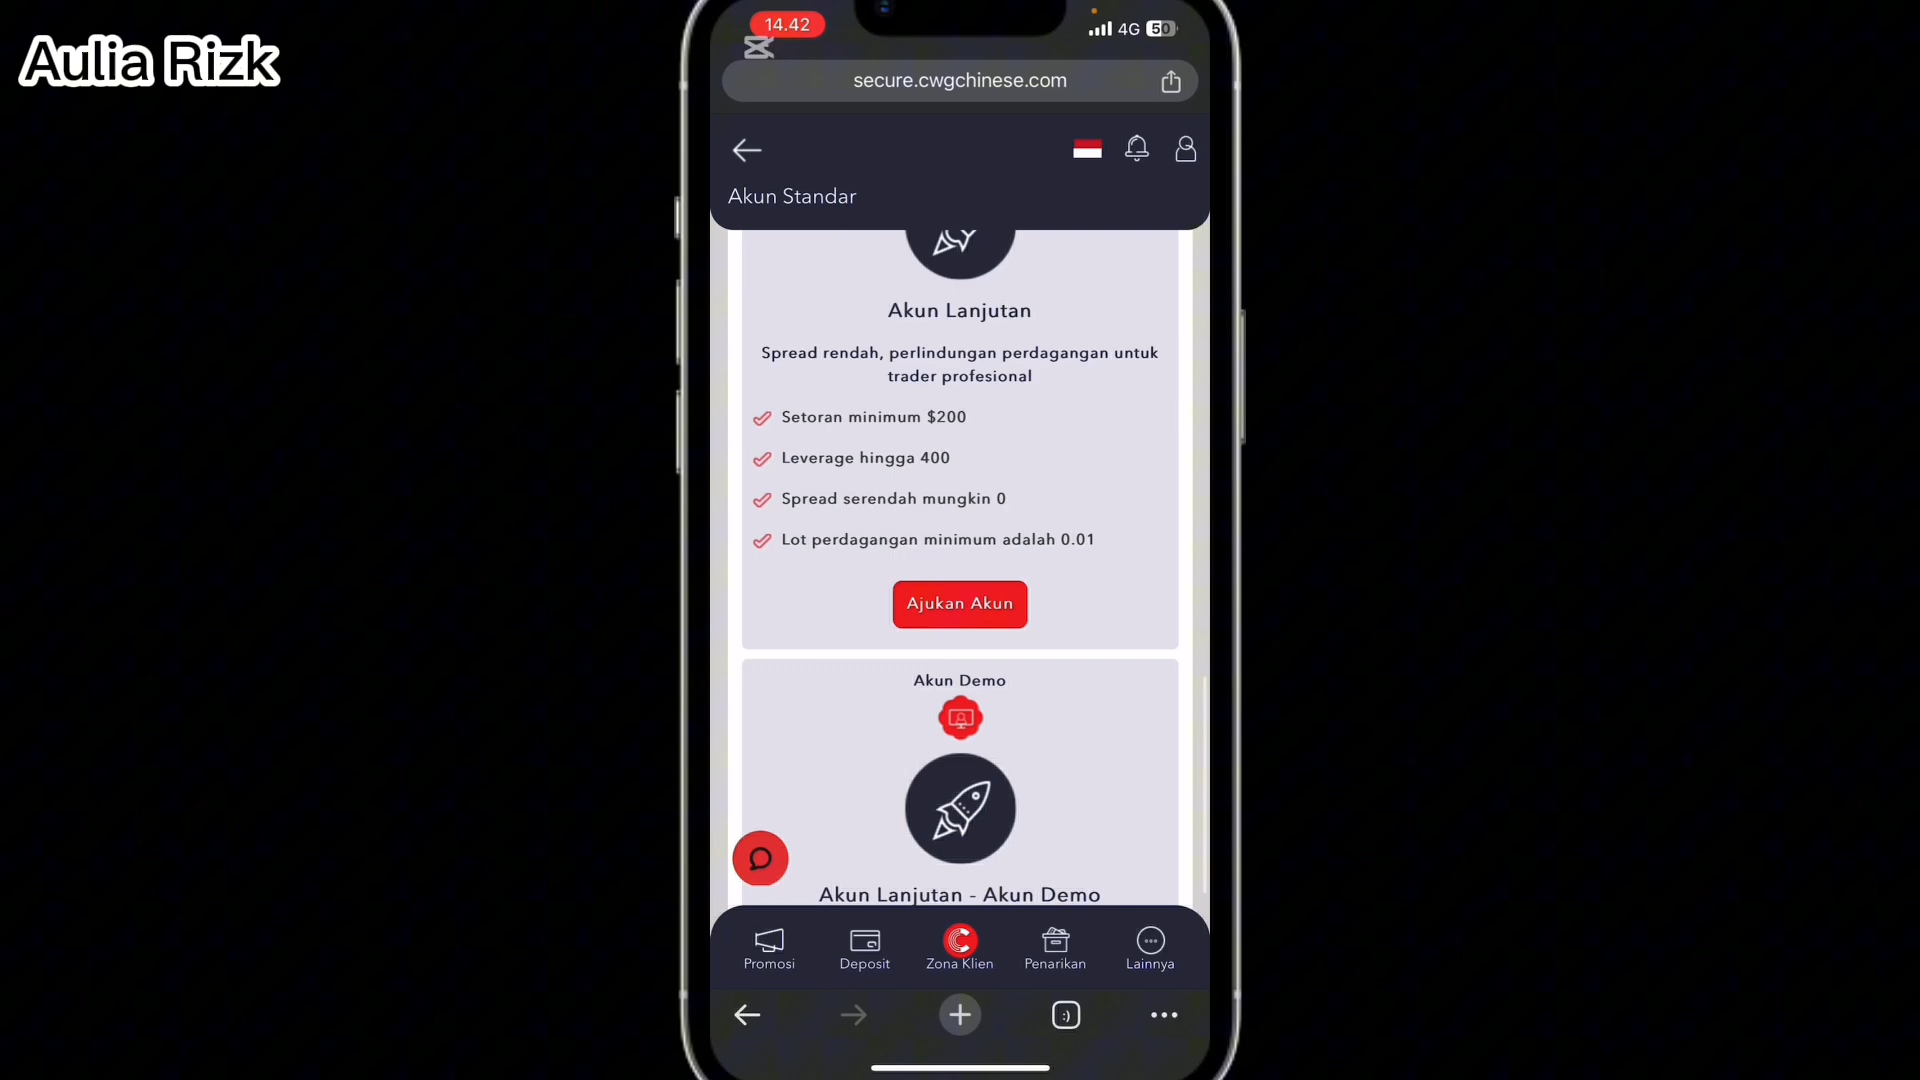 Aulia Rizk
14.42
4G 50
secure.cwgchinese.com
Akun Standar
Akun Lanjutan
Spread rendah, perlindungan perdagangan untuk
trader profesional
Setoran minimum $200
Leverage hingga 400
Spread serendah mungkin 0
Lot perdagangan minimum adalah 0.01
Ajukan Akun
Akun Demo
Akun Lanjutan - Akun Demo
Promosi
Deposit
Zona Klien
Penarikan
Lainnya
:)